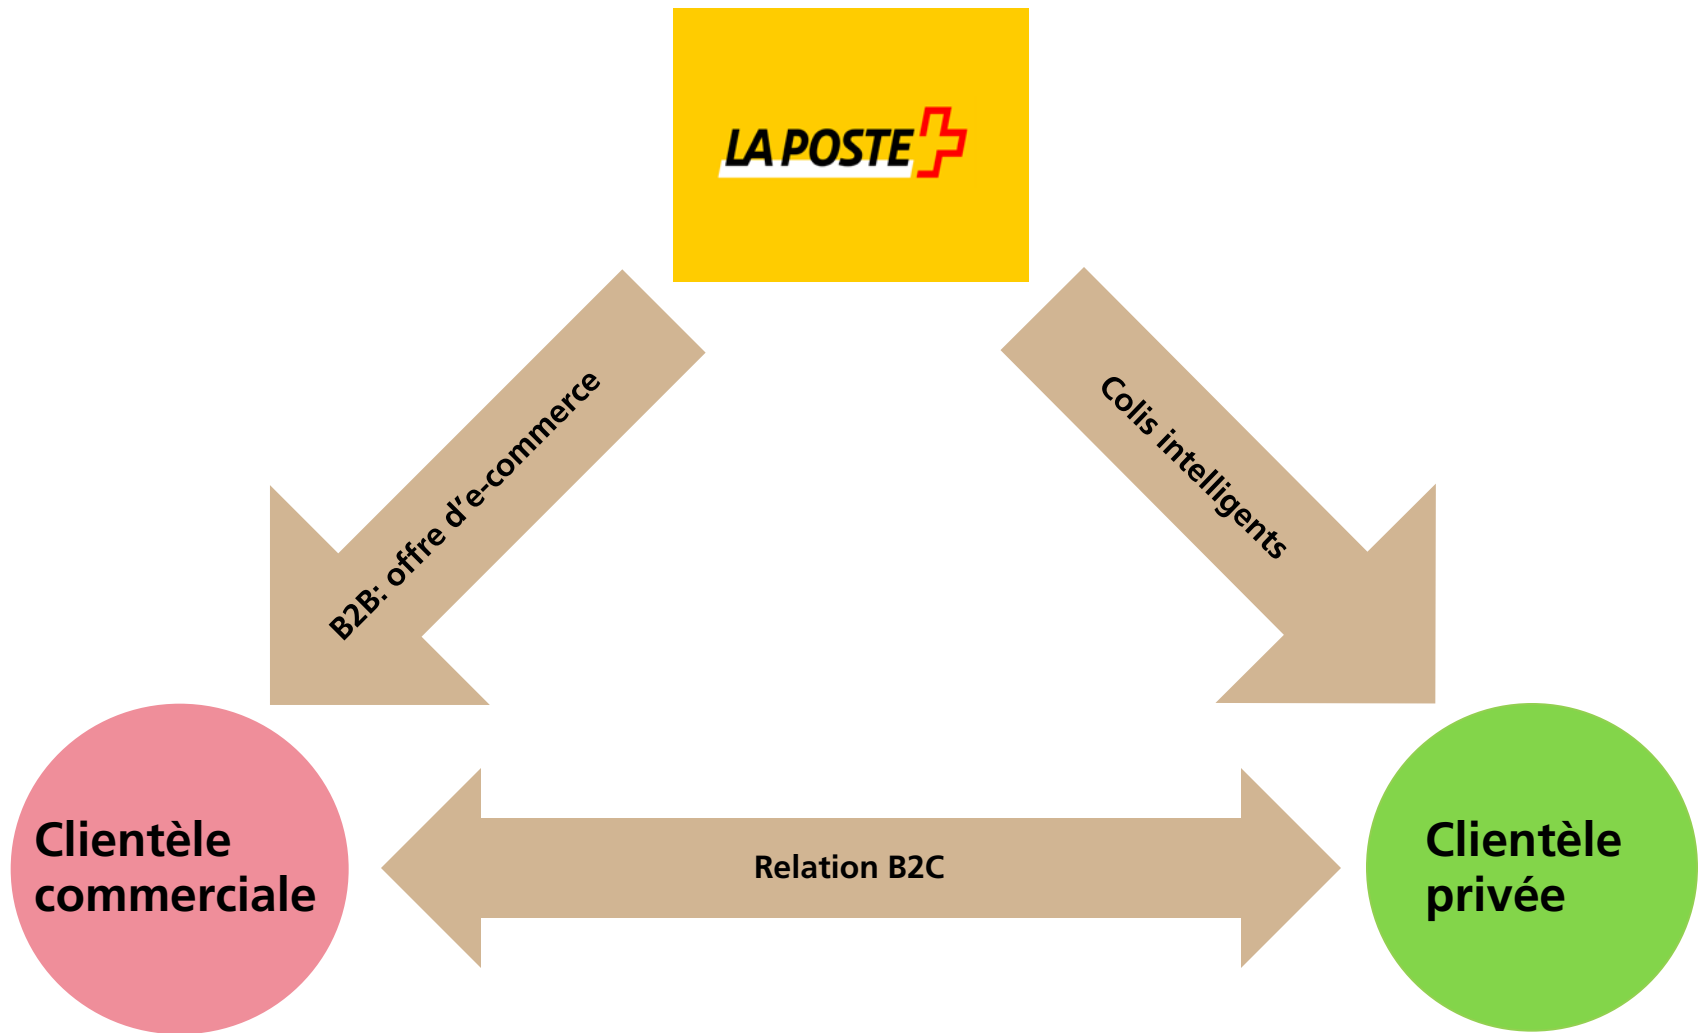 LA POSTE
B2B: offre d’e-commerce
Colis intelligents
Clientèle
commerciale
Relation B2C
Clientèle
privée